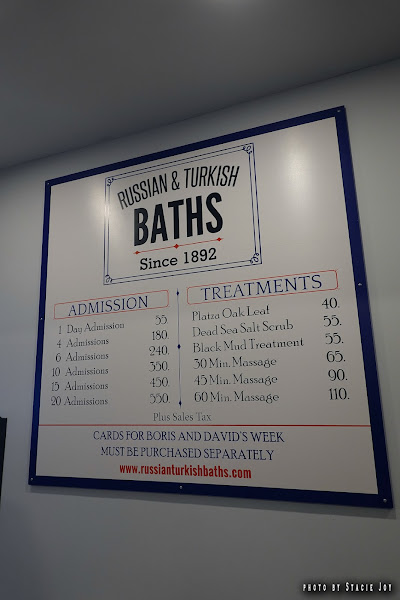 RUSSIAN & TURKISH
BATHS
Since 1892
ADMISSION
1 Day Admission 55.
4 Admissions 180.
6 Admissions 240.
10 Admissions 350.
15 Admissions 450.
20 Admissions 550.
TREATMENTS
Platza Oak Leaf 40.
Dead Sea Salt Scrub 55.
Black Mud Treatment 55.
30 Min. Massage 65.
45 Min. Massage 90.
60 Min. Massage 110.
Plus Sales Tax
CARDS FOR BORIS AND DAVID'S WEEK
MUST BE PURCHASED SEPARATELY
www.russianturkishbaths.com
PHOTO BY STACIE JOY